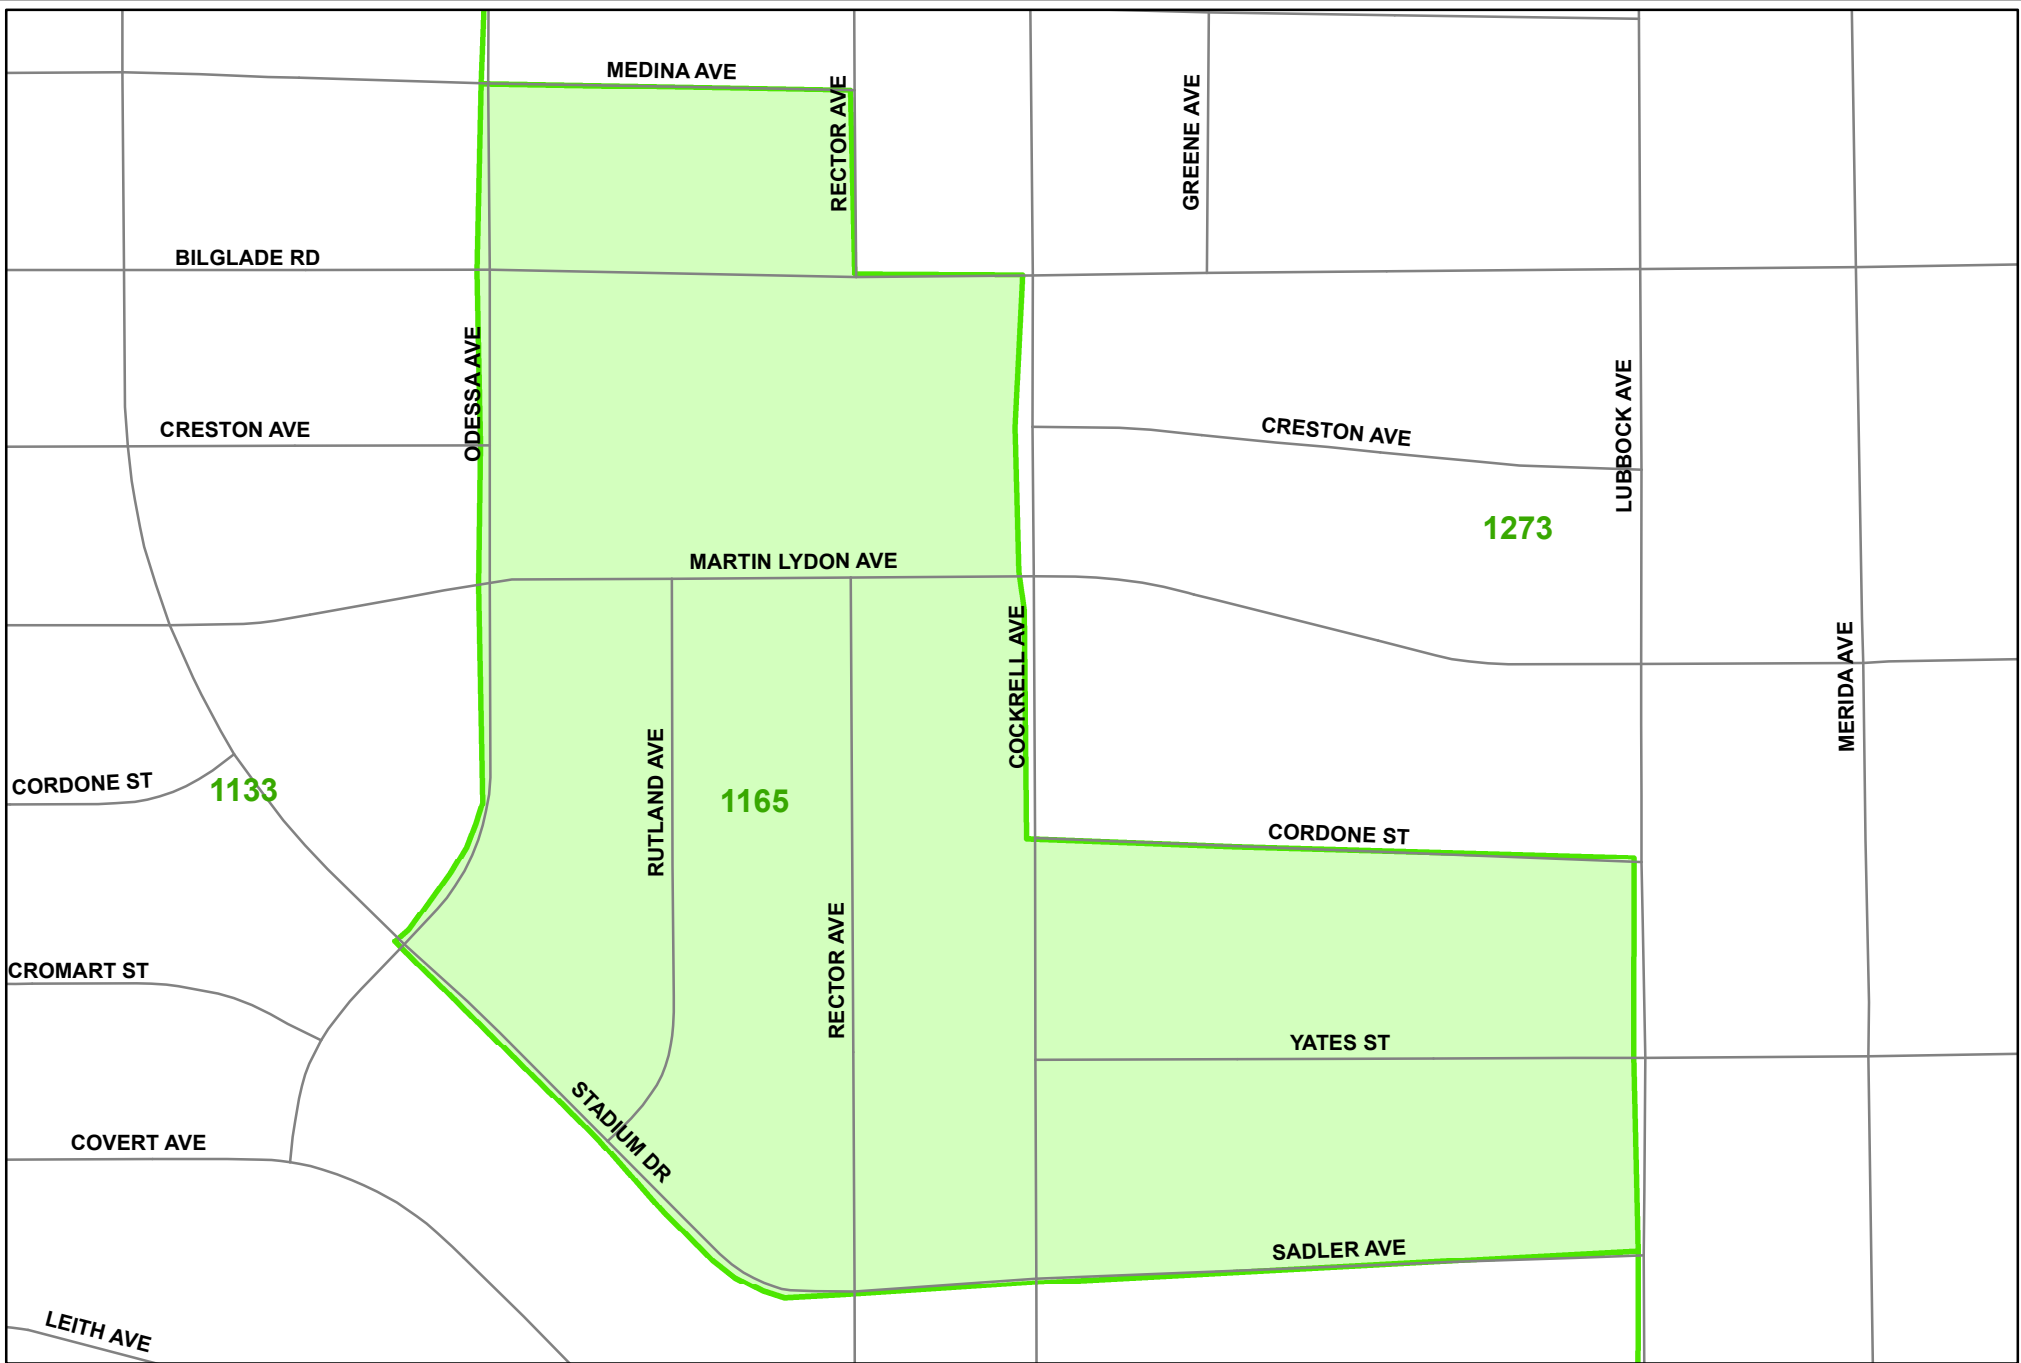 MEDINA AVE
RECTOR AVE
GREENE AVE
BILGLADE RD
ODESSA AVE
CRESTON AVE
CRESTON AVE
LUBBOCK AVE
1273
MARTIN LYDON AVE
COCKRELL AVE
MERIDA AVE
CORDONE ST
1133
RUTLAND AVE
1165
CORDONE ST
CROMART ST
RECTOR AVE
YATES ST
STADIUM DR
COVERT AVE
SADLER AVE
LEITH AVE